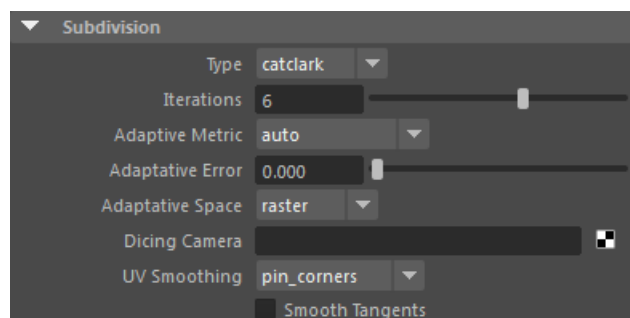 Subdivision
Type catclark
Iterations 6
Adaptive Metric auto
Adaptative Error 0.000
Adaptative Space raster
Dicing Camera
UV Smoothing pin_corners
Smooth Tangents